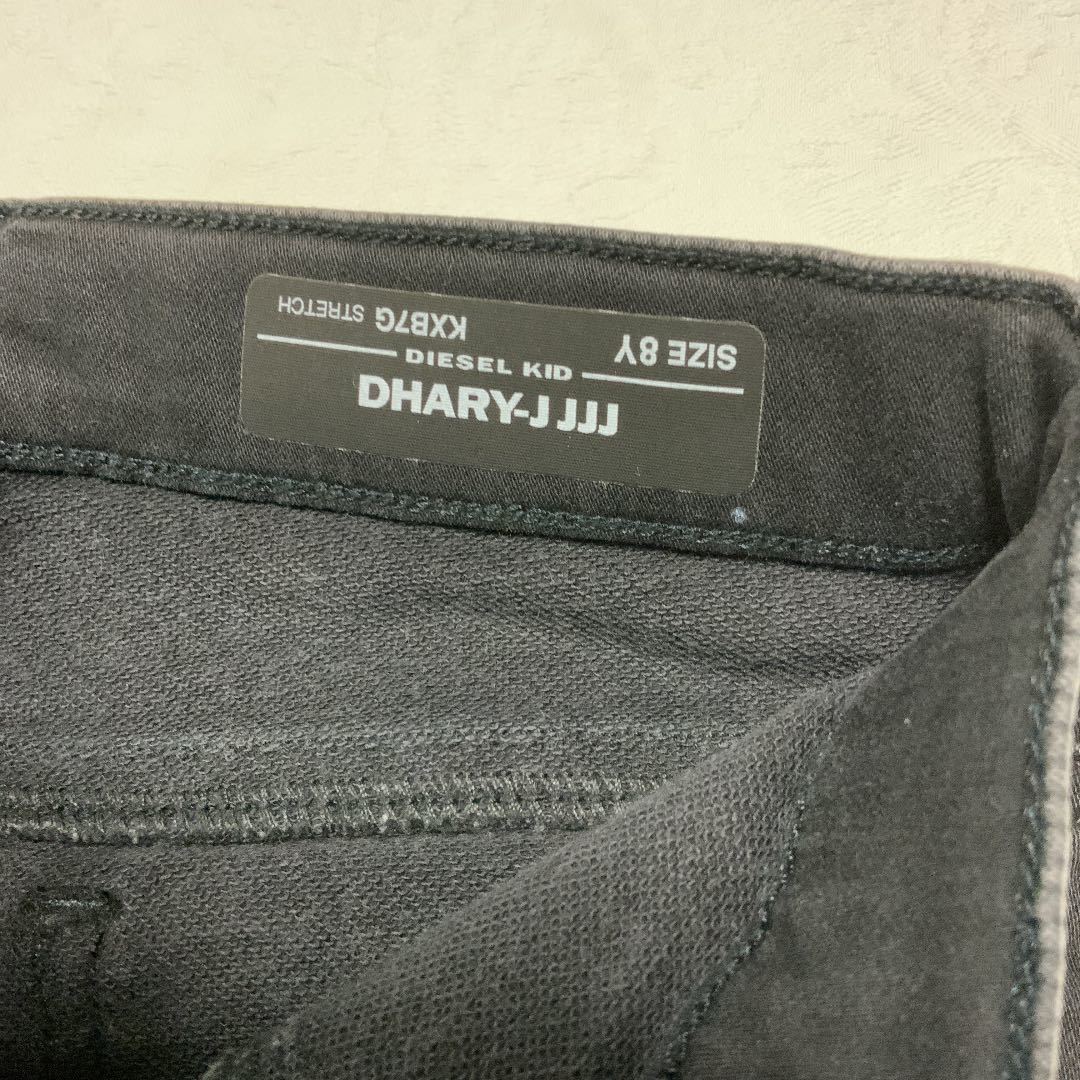 STRETCH KXB7G SIZE 8Y
DIESEL KID
DHARY-J JJJ